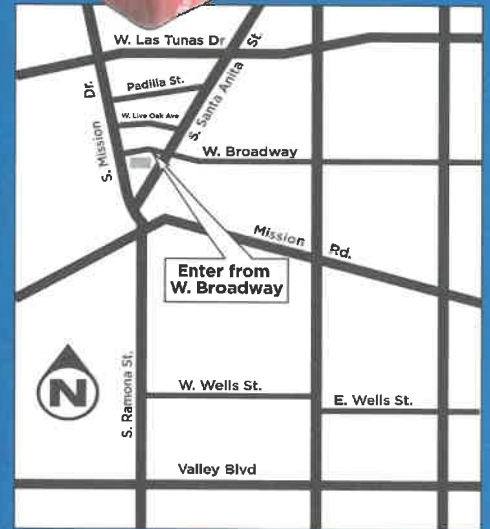 W. Las Tunas Dr
Padilla St.
W. Live Oak Ave
S. Santa Anita St
S. Mission Dr.
W. Broadway
Mission Rd.
Enter from
W. Broadway
N
S. Ramona St.
W. Wells St.
E. Wells St.
Valley Blvd